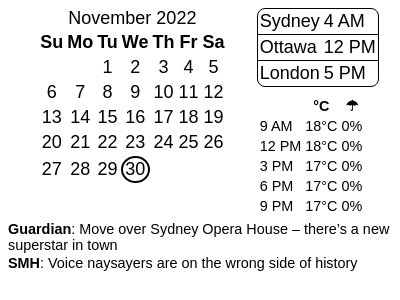 November 2022
Su Mo Tu We Th Fr Sa
1 2 3 4 5
6 7 8 9 10 11 12
13 14 15 16 17 18 19
20 21 22 23 24 25 26
27 28 29 30
Sydney 4 AM
Ottawa 12 PM
London 5 PM
°C ☂
9 AM 18°C 0%
12 PM 18°C 0%
3 PM 17°C 0%
6 PM 17°C 0%
9 PM 17°C 0%
Guardian: Move over Sydney Opera House – there’s a new
superstar in town
SMH: Voice naysayers are on the wrong side of history